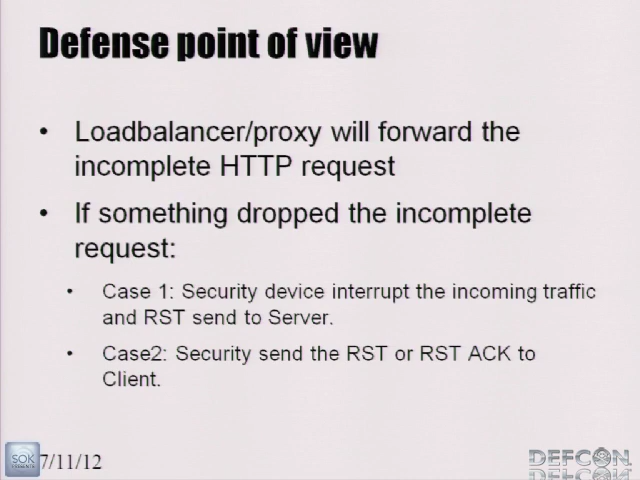 Defense point of view
• Loadbalancer/proxy will forward the
incomplete HTTP request
• If something dropped the incomplete
request:
• Case 1: Security device interrupt the incoming traffic
and RST send to Server.
• Case2: Security send the RST or RST ACK to
Client.
SOK
7/11/12
DEFCON